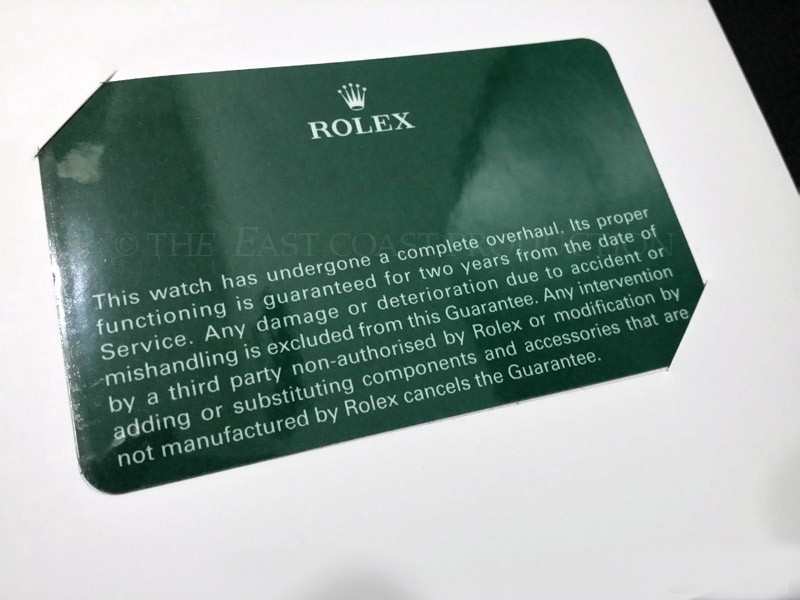 ROLEX
© THE EAST COAST
This watch has undergone a complete overhaul. Its proper
functioning is guaranteed for two years from the date of
Service. Any damage or deterioration due to accident or
mishandling is excluded from this Guarantee. Any intervention
by a third party non-authorised by Rolex or modification by
adding or substituting components and accessories that are
not manufactured by Rolex cancels the Guarantee.